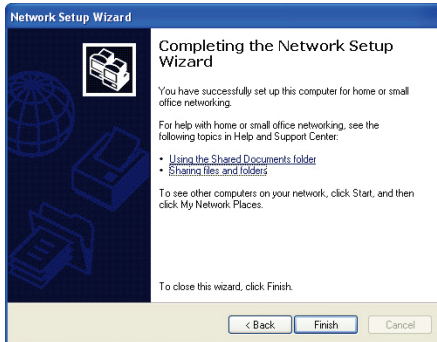 Network Setup Wizard
Completing the Network Setup
Wizard
You have successfully set up this computer for home or small
office networking.
For help with home or small office networking, see the
following topics in Help and Support Center:
• Using the Shared Documents folder
• Sharing files and folders
To see other computers on your network, click Start, and then
click My Network Places.
To close this wizard, click Finish.
< Back Finish Cancel